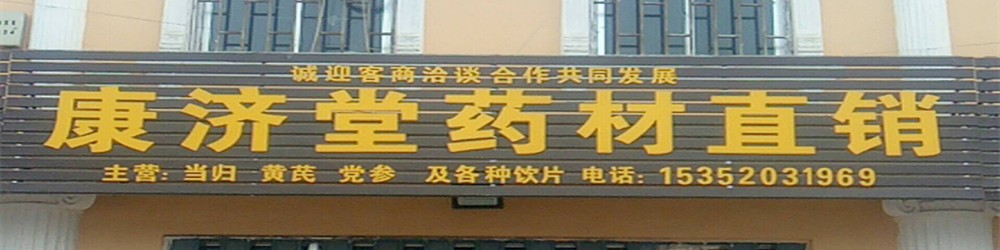 诚迎客商洽谈合作共同发展
康济堂药材直销
主营：当归 黄芪 党参 及各种饮片 电话：15352031969